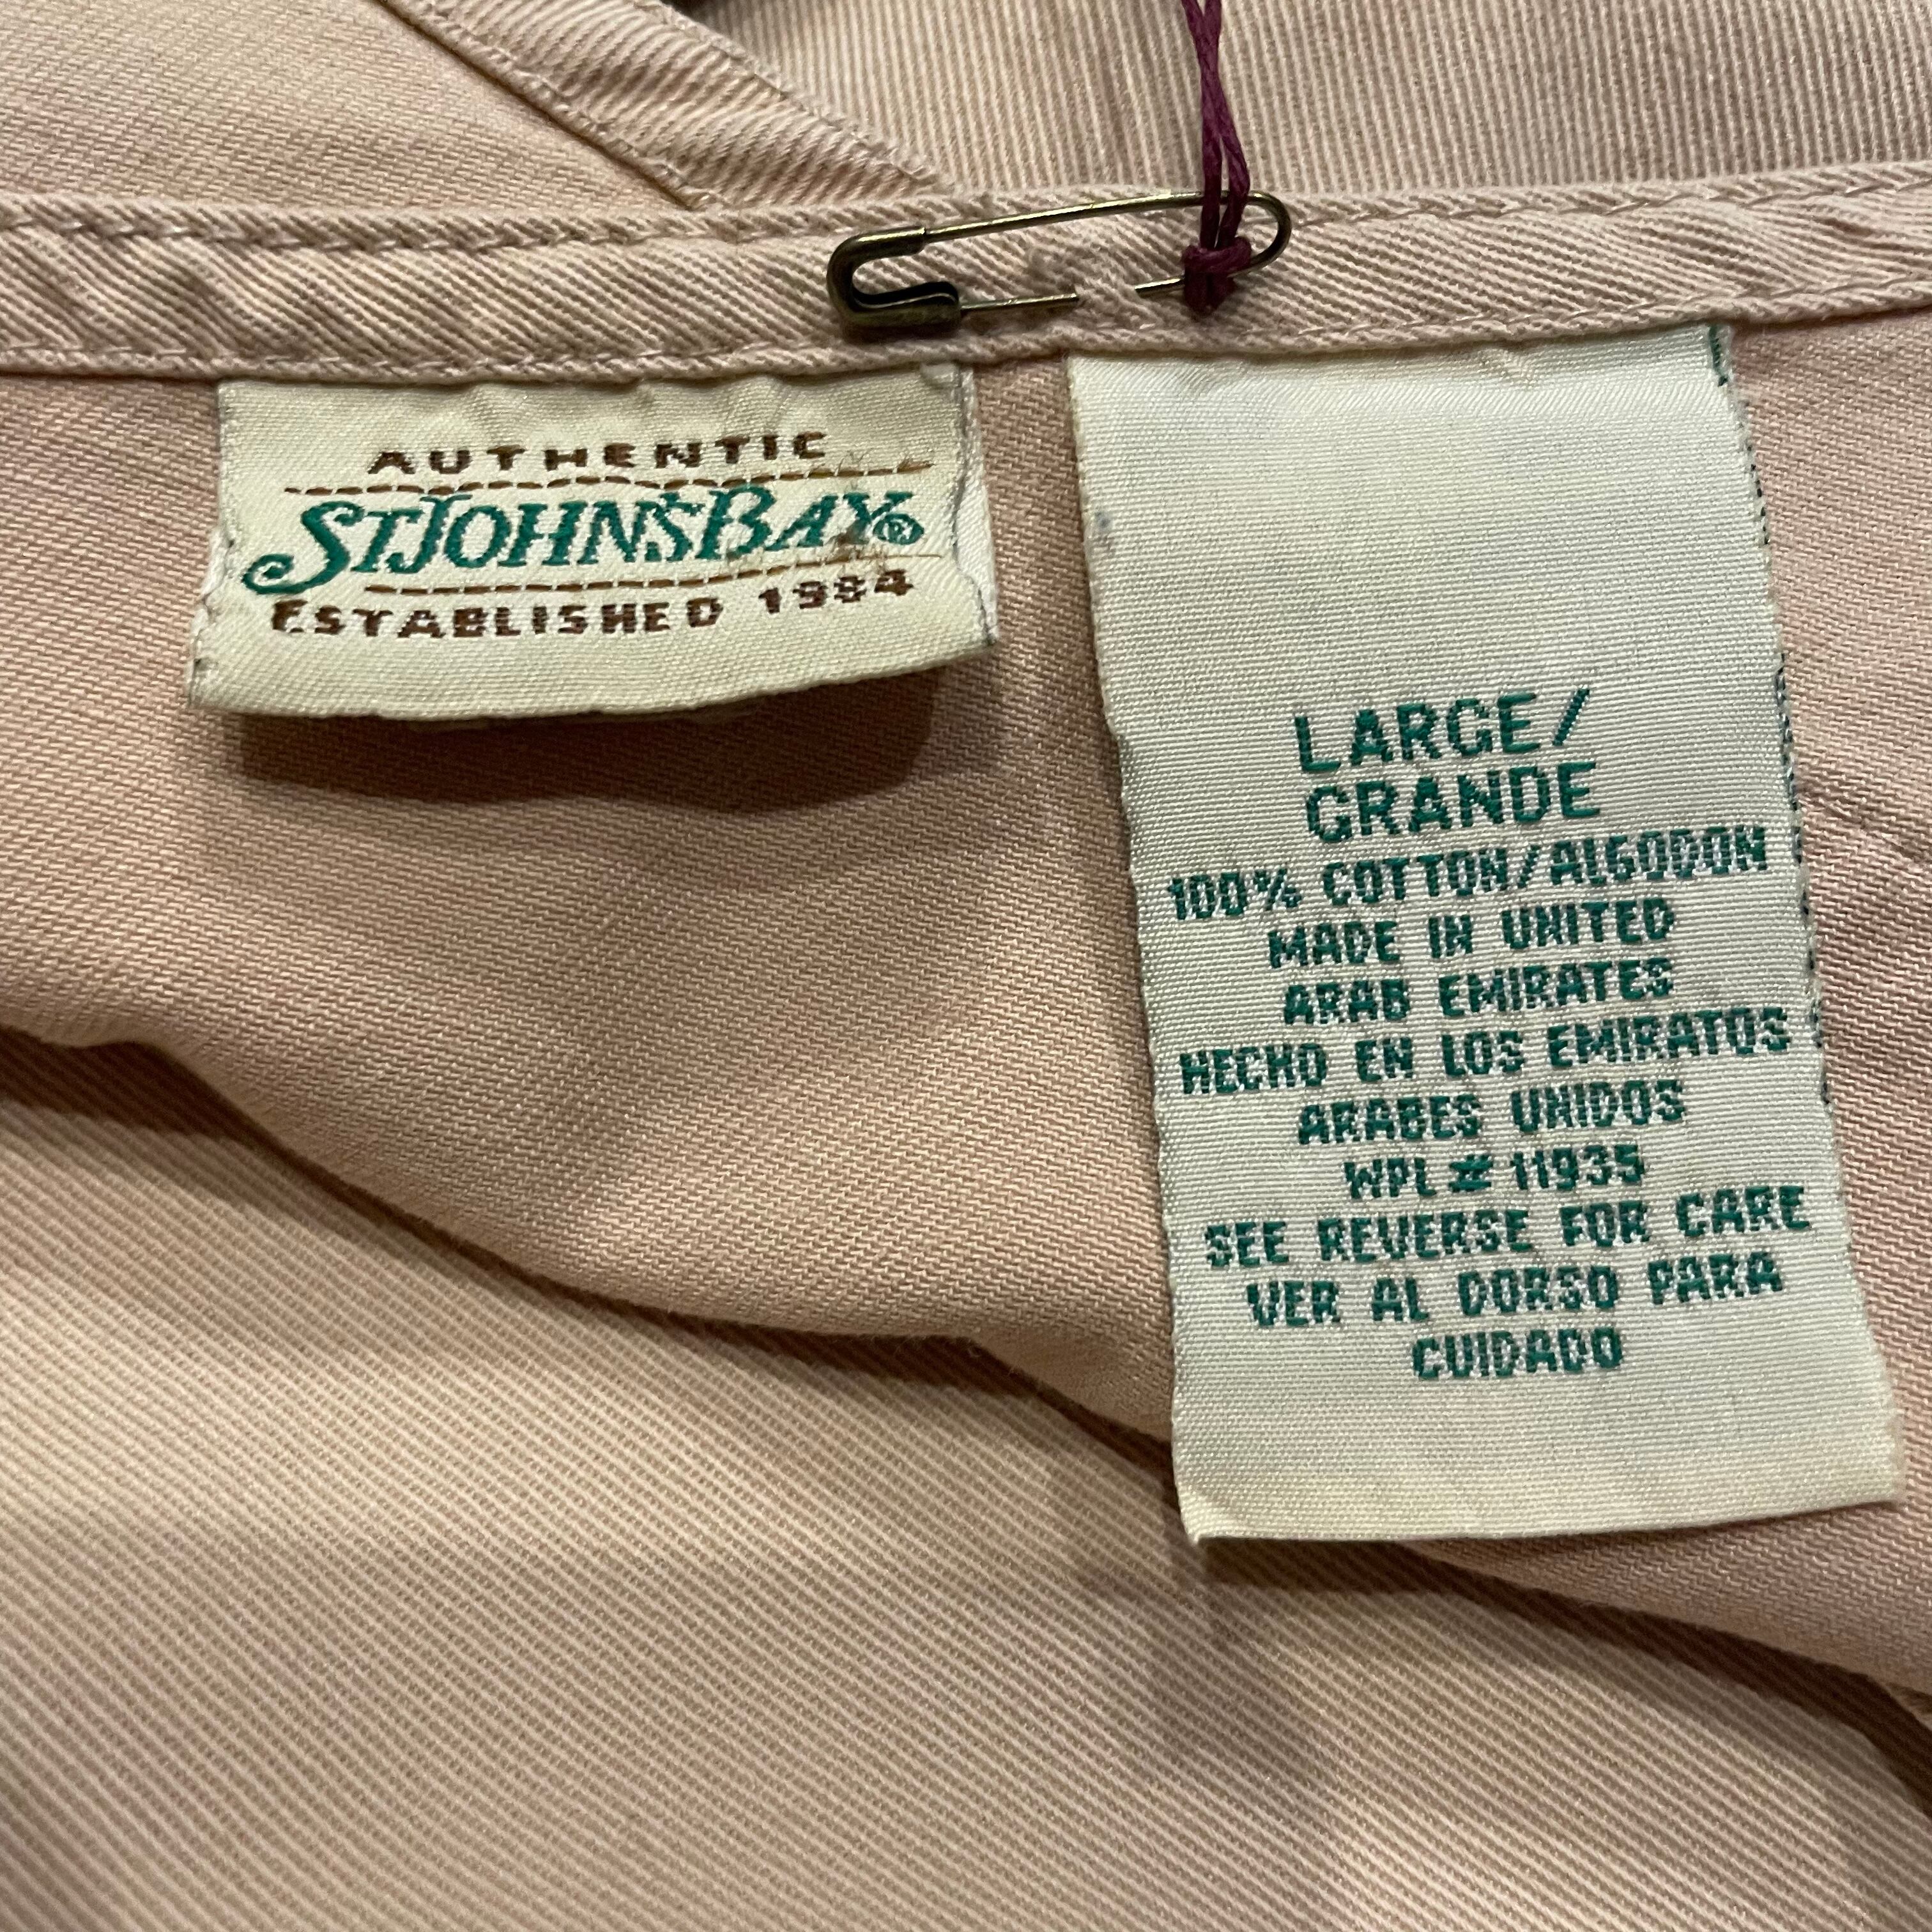 AUTHENTIC
ST JOHN'S BAY®
ESTABLISHED 1984
LARGE/
GRANDE
100% COTTON/ALGODON
MADE IN UNITED
ARAB EMIRATES
HECHO EN LOS EMIRATOS
ARABES UNIDOS
WPL # 11935
SEE REVERSE FOR CARE
VER AL DORSO PARA
CUIDADO